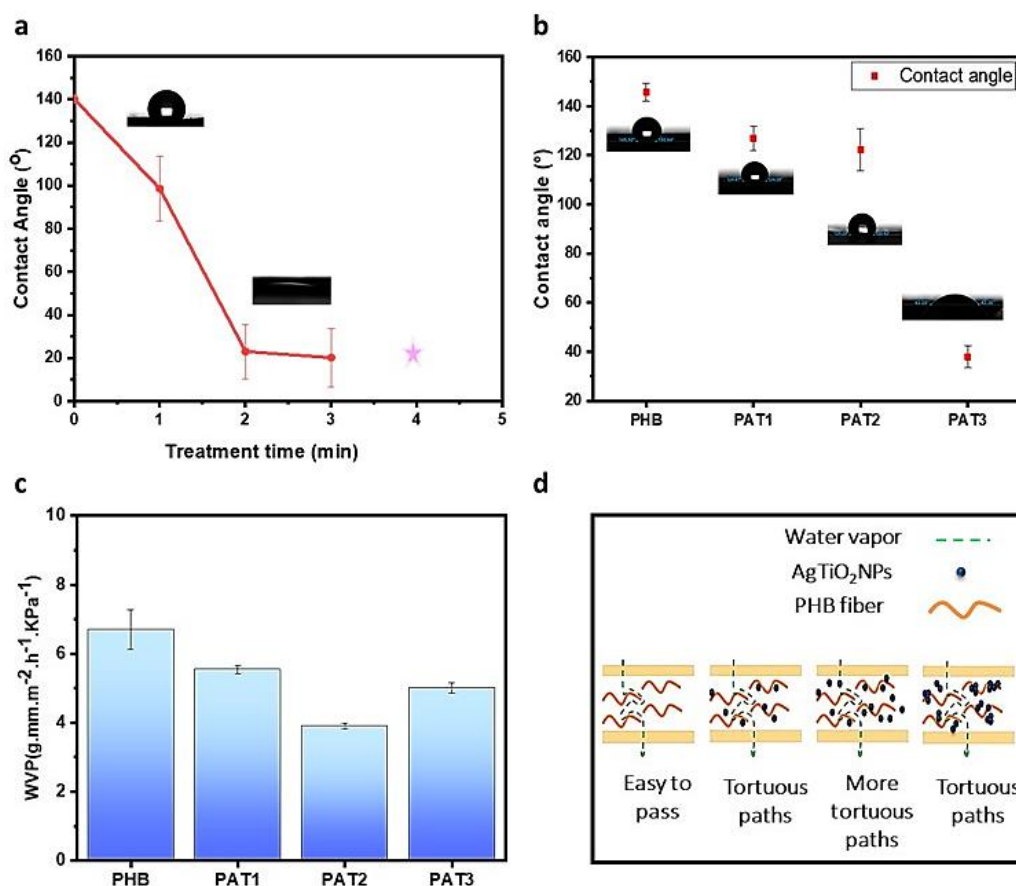 a
160
140
120
100
80
60
40
20
0
0 1 2 3 4 5
Contact Angle (O)
Treatment time (min)
b
160
140
120
100
80
60
40
20
Contact angle
Contact angle (°)
PHB PAT1 PAT2 PAT3
c
10
8
6
4
2
0
WVP(g.mm.m-2.h-1.KPa-1)
PHB PAT1 PAT2 PAT3
d
Water vapor
AgTiO₂NPs
PHB fiber
Easy to pass
Tortuous paths
More tortuous paths
Tortuous paths